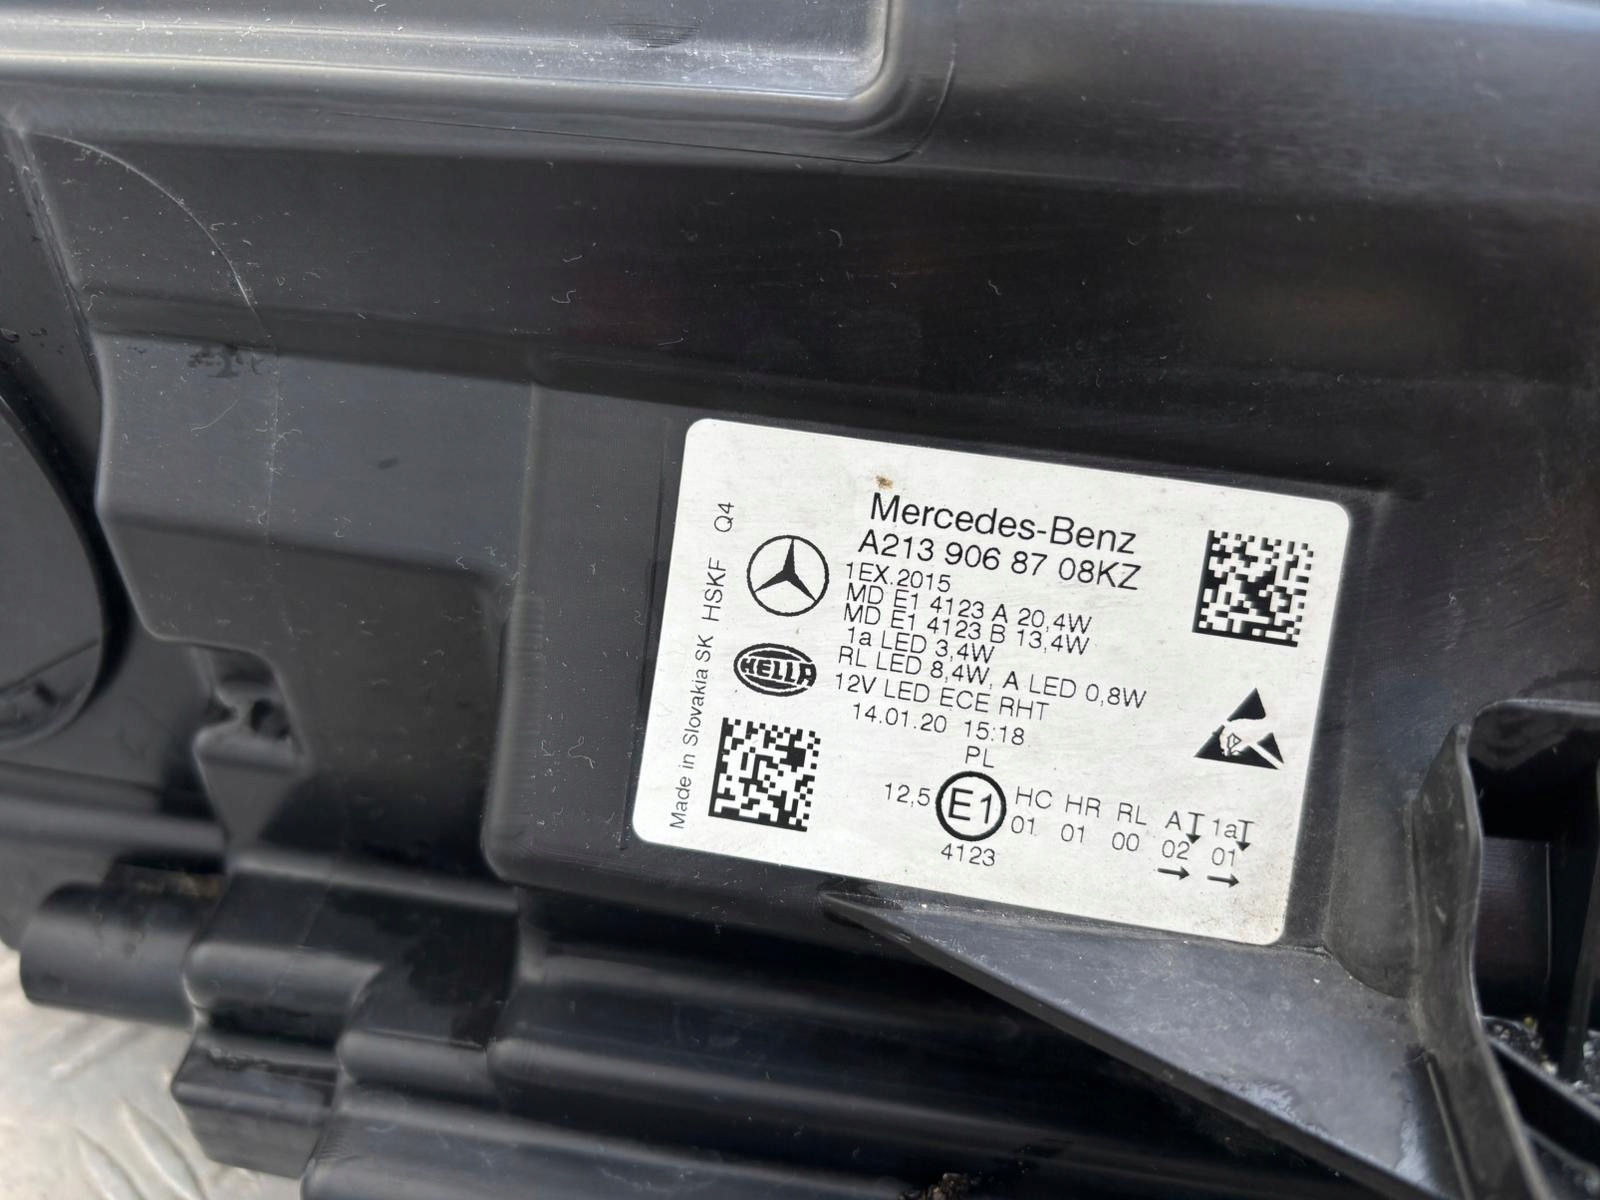 Mercedes-Benz
A213 906 87 08KZ
1EX.2015
MD E1 4123 A 20,4W
MD E1 4123 B 13,4W
1a LED 3,4W
RL LED 8,4W, A LED 0,8W
12V LED ECE RHT
14.01.20 15:18
PL
12,5 E1 HC HR RL A 1a
01 01 00 02 01
4123
HELLA
Made in Slovakia SK HSKF Q4